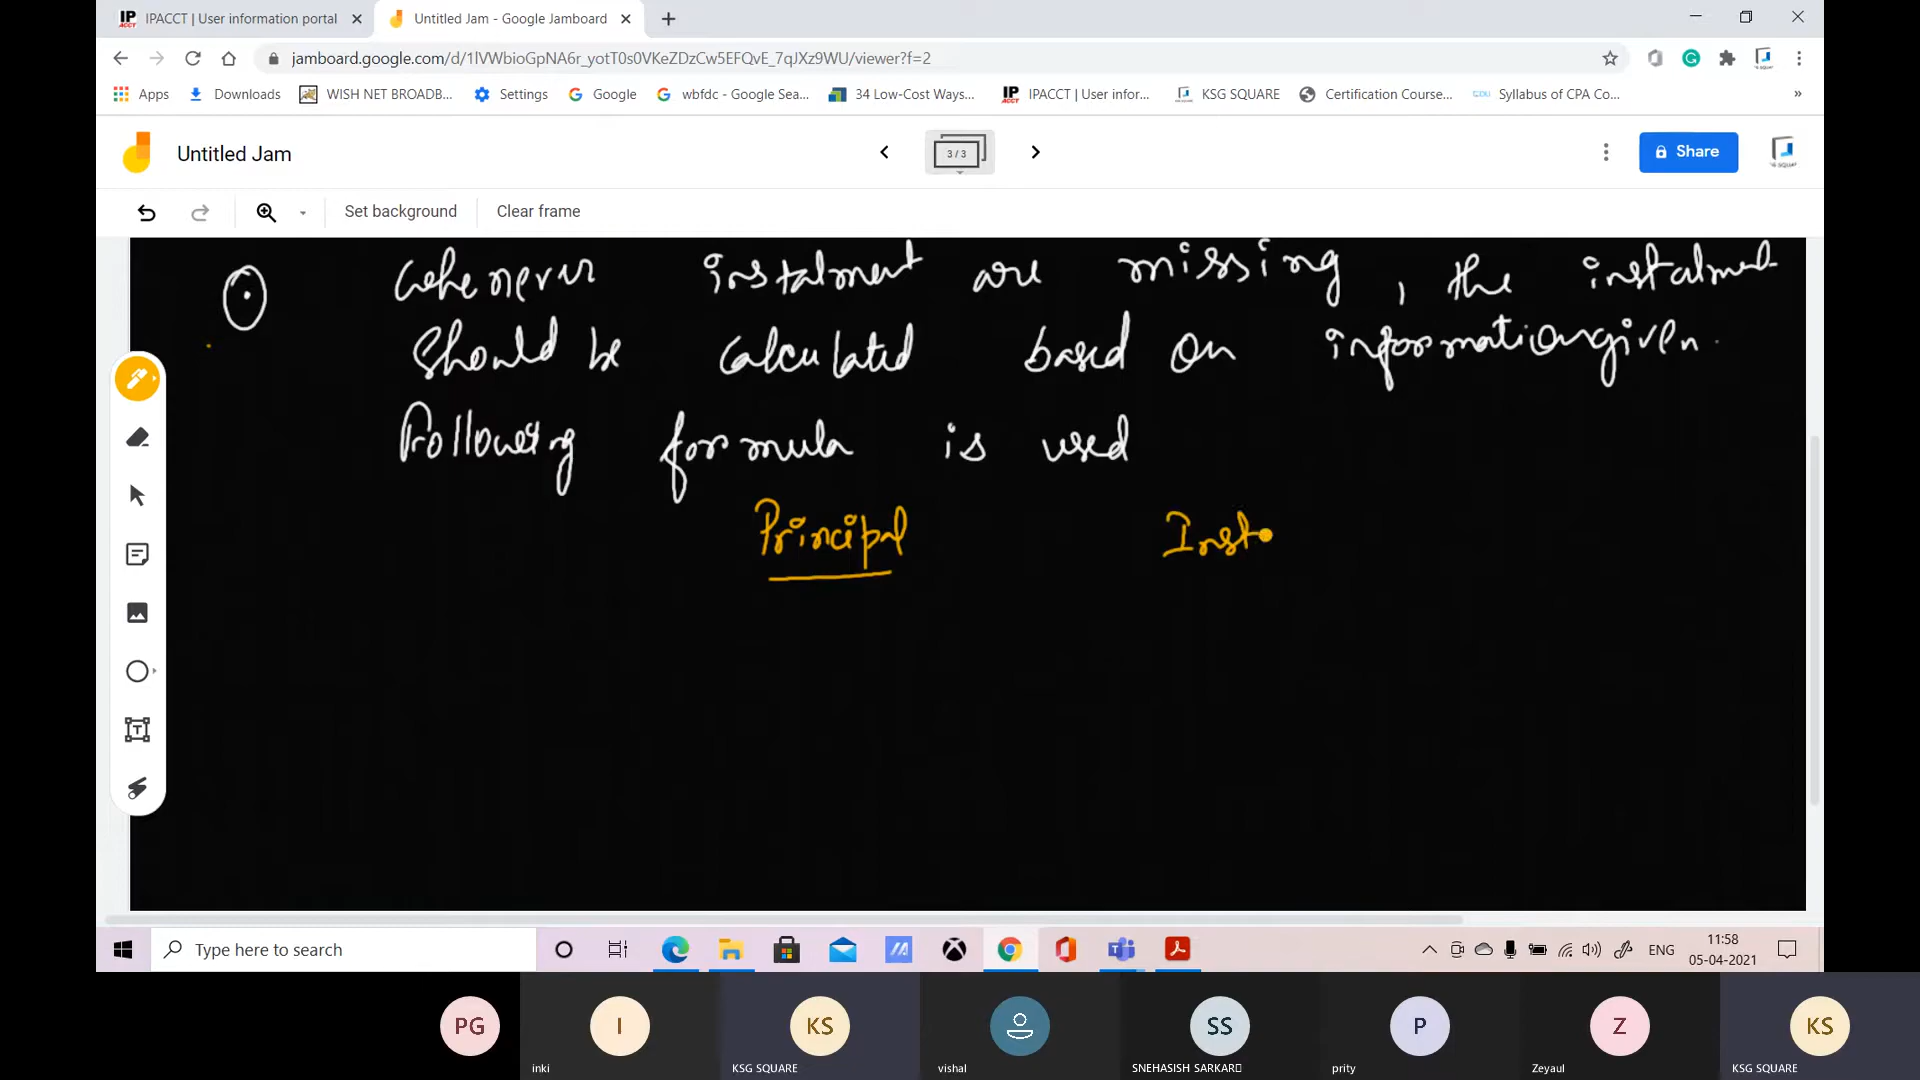 IPACCT | User information portal
Untitled Jam - Google Jamboard
jamboard.google.com/d/1lVWbioGpNA6r_yotT0s0VKeZDzCw5EFQvE_7qJXz9WU/viewer?f=2
Apps Downloads WISH NET BROADB... Settings Google wbfdc - Google Sea... 34 Low-Cost Ways... IPACCT | User infor... KSG SQUARE Certification Course... Syllabus of CPA Co... »
Untitled Jam
3 / 3
Share
Set background Clear frame
Whenever instalment are missing, the instalment
Should be calculated based on information given.
Following formula is used
Principal Inst
Type here to search
ENG
11:58
05-04-2021
PG I KS SS P Z KS
inki KSG SQUARE vishal SNEHASISH SARKAR prity Zeyaul KSG SQUARE